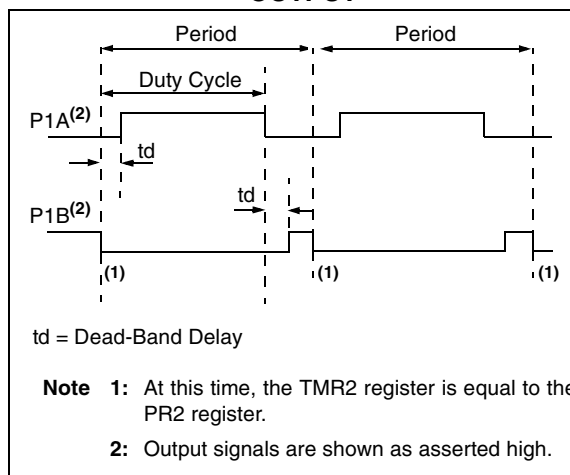 Period Period
Duty Cycle
P1A(2)
td
td
P1B(2)
(1) (1) (1)
td = Dead-Band Delay
Note 1: At this time, the TMR2 register is equal to the
PR2 register.
2: Output signals are shown as asserted high.